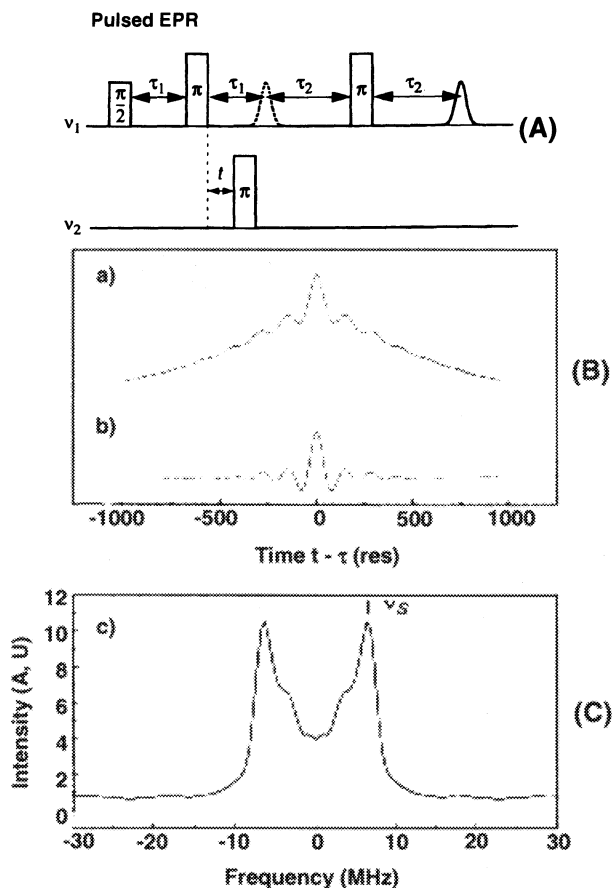 Pulsed EPR
π/2 τ₁ π τ₁ τ₂ π τ₂
ν₁ (A)
t π
ν₂
a)
(B)
b)
-1000 -500 0 500 1000
Time t - τ (res)
c) νS
12
10
8
6
4
2
0
Intensity (A, U)
(C)
-30 -20 -10 0 10 20 30
Frequency (MHz)